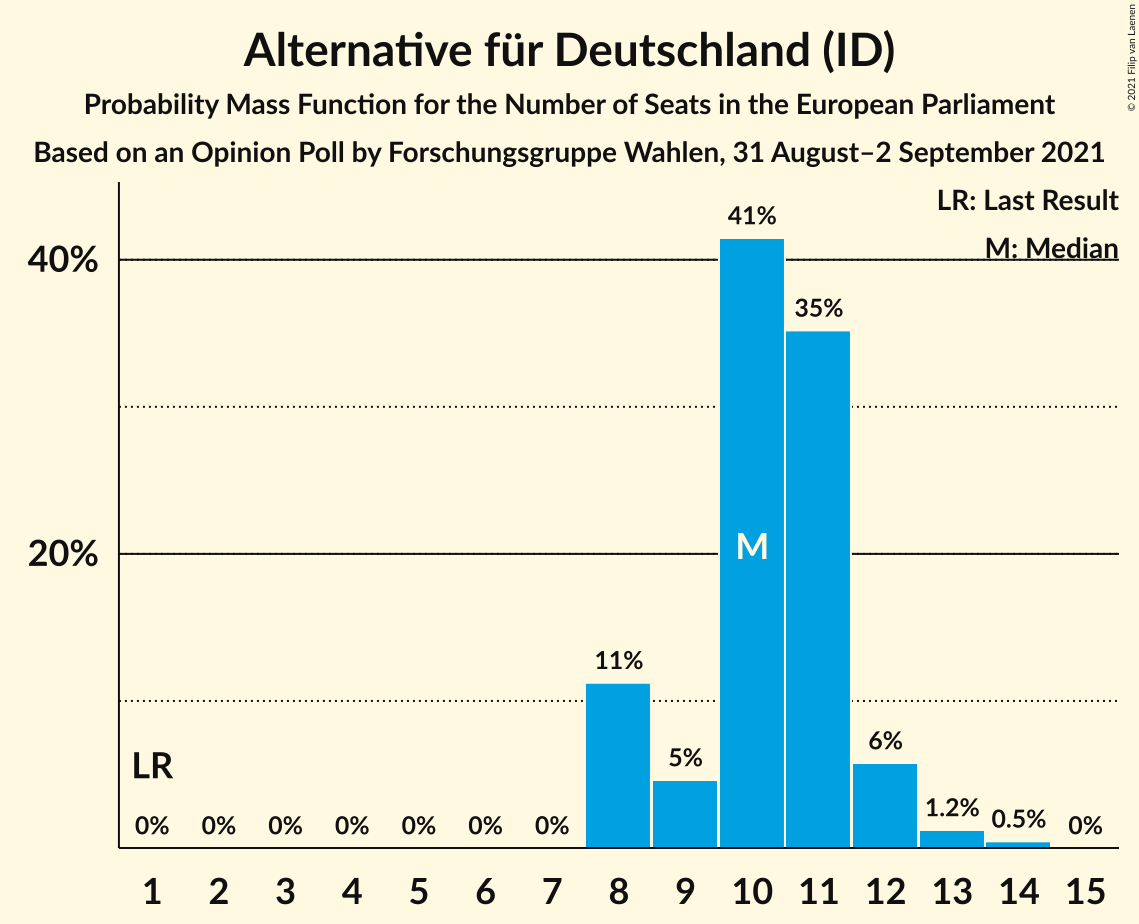 Alternative für Deutschland (ID)
Probability Mass Function for the Number of Seats in the European Parliament
Based on an Opinion Poll by Forschungsgruppe Wahlen, 31 August–2 September 2021
© 2021 Filip van Laenen
LR: Last Result
M: Median
41%
40%
35%
20%
M
11%
6%
5%
LR
1.2%
0.5%
0% 0% 0% 0% 0% 0% 0% 0%
1 2 3 4 5 6 7 8 9 10 11 12 13 14 15